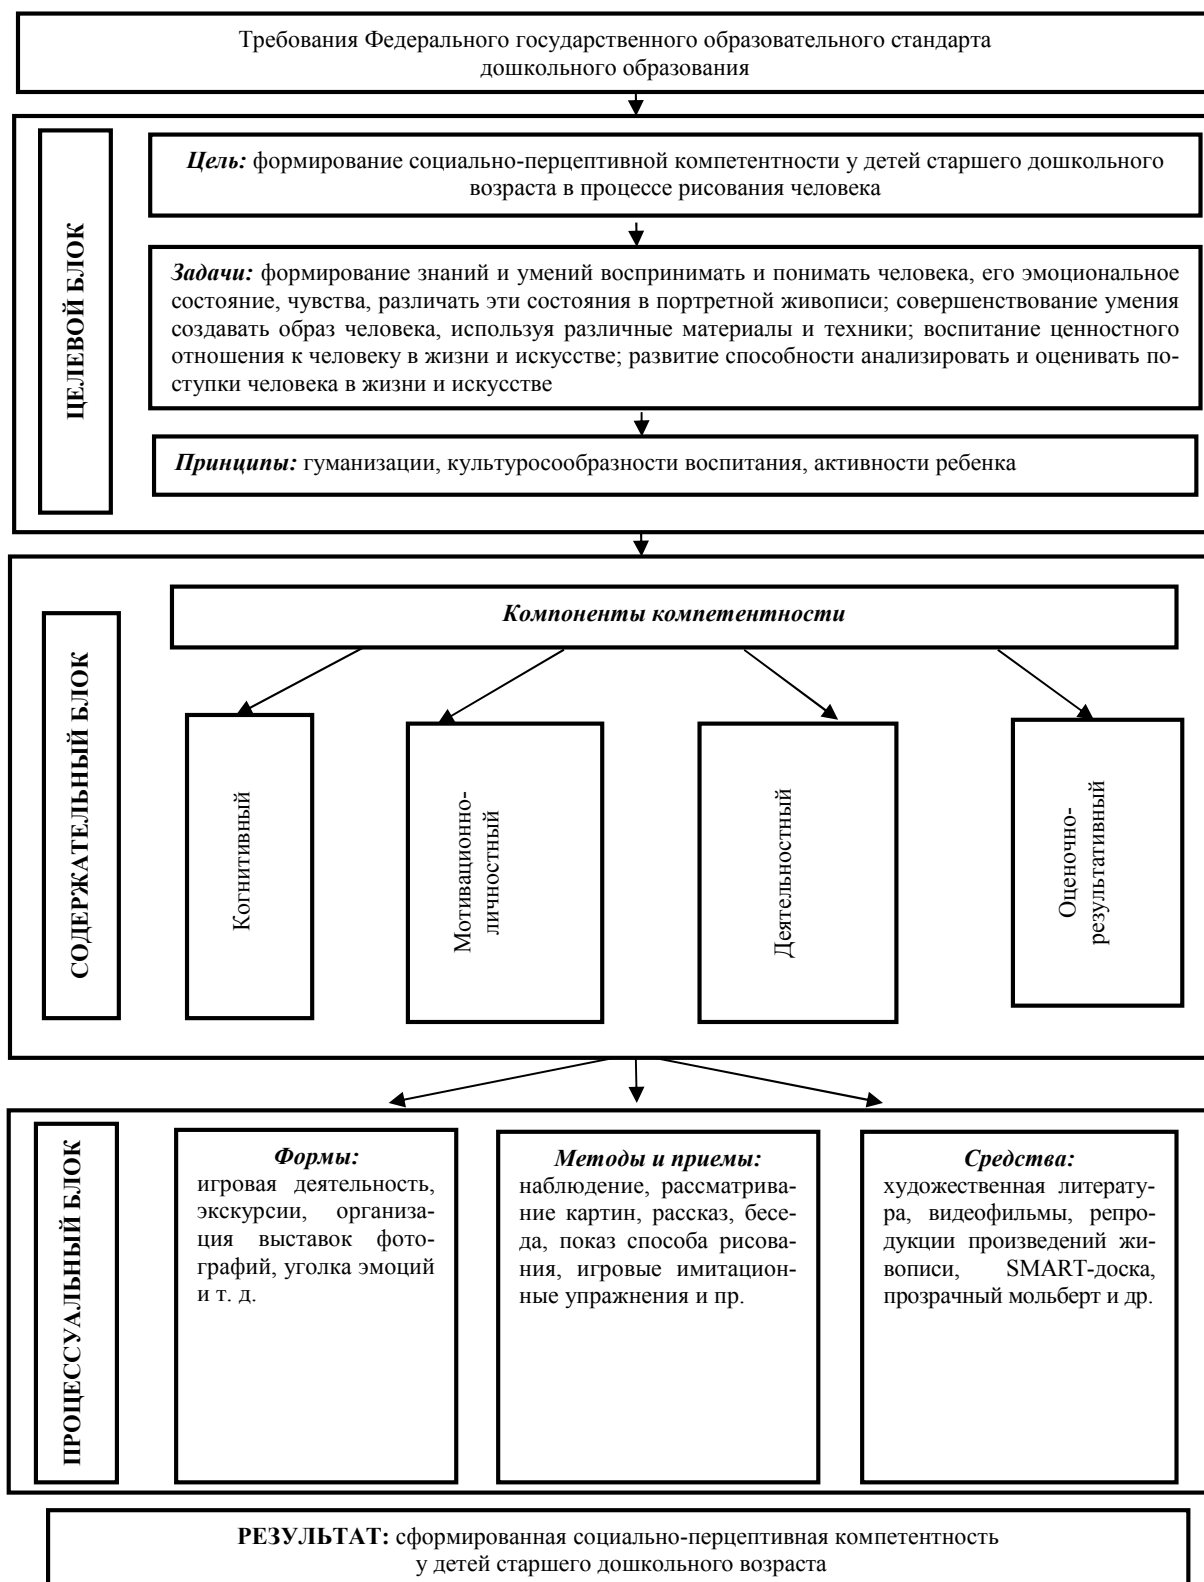 Требования Федерального государственного образовательного стандарта
дошкольного образования
ЦЕЛЕВОЙ БЛОК
Цель: формирование социально-перцептивной компетентности у детей старшего дошкольного
возраста в процессе рисования человека
Задачи: формирование знаний и умений воспринимать и понимать человека, его эмоциональное
состояние, чувства, различать эти состояния в портретной живописи; совершенствование умения
создавать образ человека, используя различные материалы и техники; воспитание ценностного
отношения к человеку в жизни и искусстве; развитие способности анализировать и оценивать по-
ступки человека в жизни и искусстве
Принципы: гуманизации, культуросообразности воспитания, активности ребенка
СОДЕРЖАТЕЛЬНЫЙ БЛОК
Компоненты компетентности
Когнитивный
Мотивационно-
личностный
Деятельностный
Оценочно-
результативный
ПРОЦЕССУАЛЬНЫЙ БЛОК
Формы:
игровая деятельность,
экскурсии, организа-
ция выставок фото-
графий, уголка эмоций
и т. д.
Методы и приемы:
наблюдение, рассматрива-
ние картин, рассказ, бесе-
да, показ способа рисова-
ния, игровые имитацион-
ные упражнения и пр.
Средства:
художественная литерату-
ра, видеофильмы, репро-
дукции произведений жи-
вописи, SMART-доска,
прозрачный мольберт и др.
РЕЗУЛЬТАТ: сформированная социально-перцептивная компетентность
у детей старшего дошкольного возраста